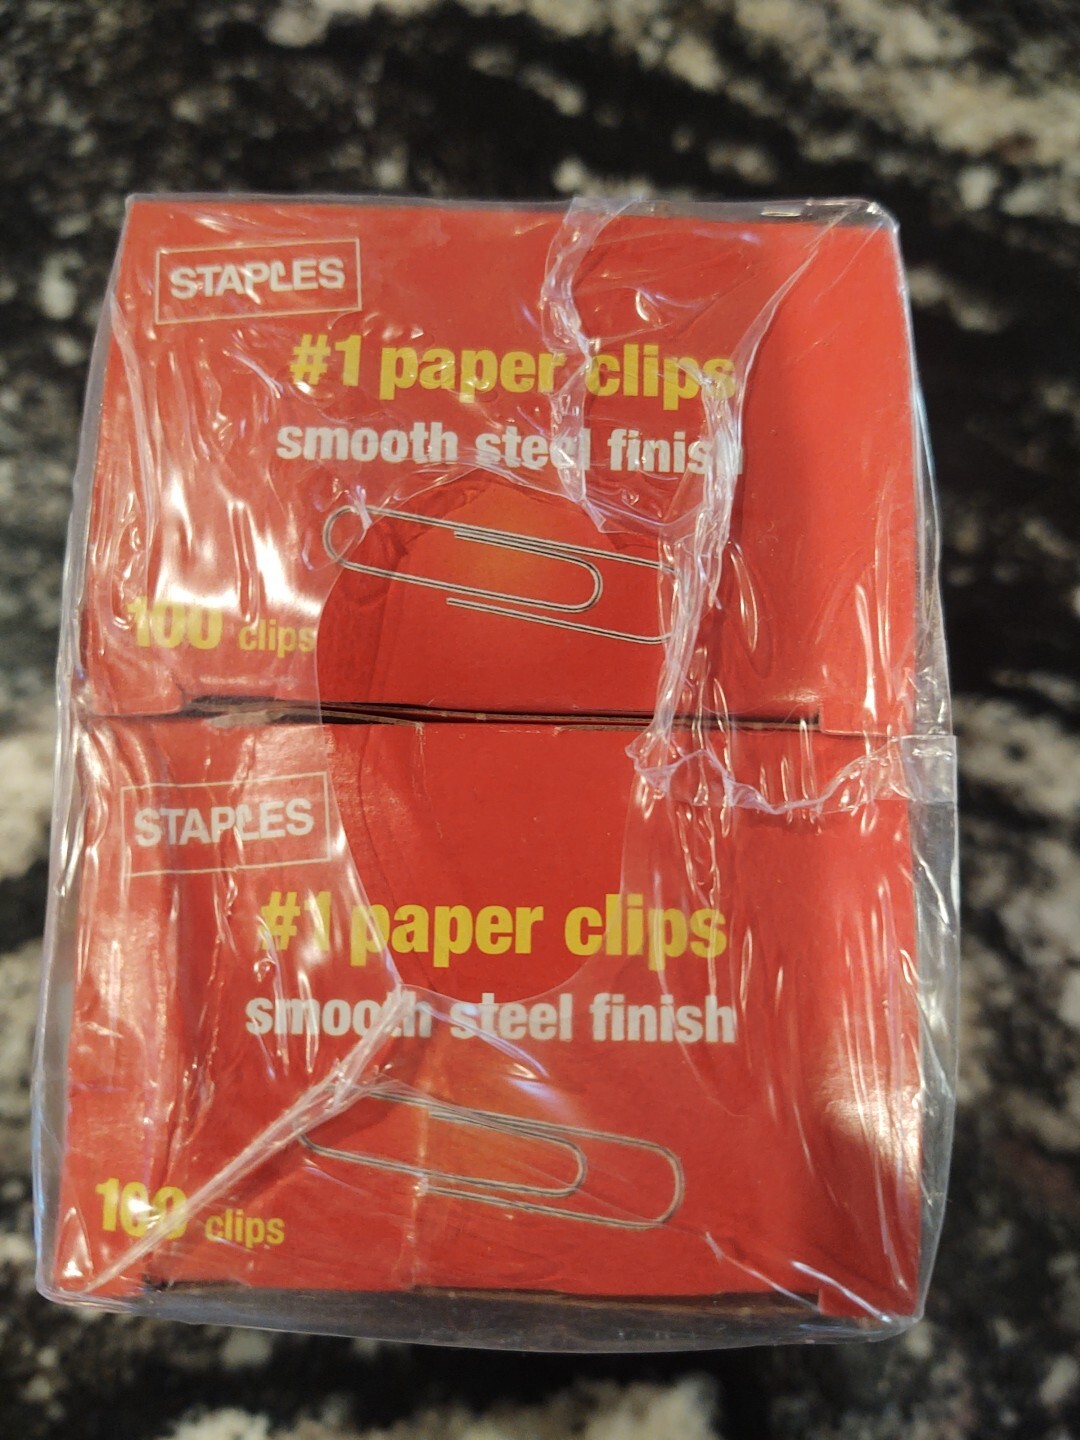 STAPLES
#1 paper clips
smooth steel finish
100 clips
STAPLES
#1 paper clips
smooth steel finish
100 clips